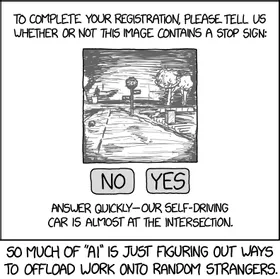 TO COMPLETE YOUR REGISTRATION, PLEASE TELL US
WHETHER OR NOT THIS IMAGE CONTAINS A STOP SIGN:
NO YES
ANSWER QUICKLY—OUR SELF-DRIVING
CAR IS ALMOST AT THE INTERSECTION.
SO MUCH OF "AI" IS JUST FIGURING OUT WAYS
TO OFFLOAD WORK ONTO RANDOM STRANGERS.